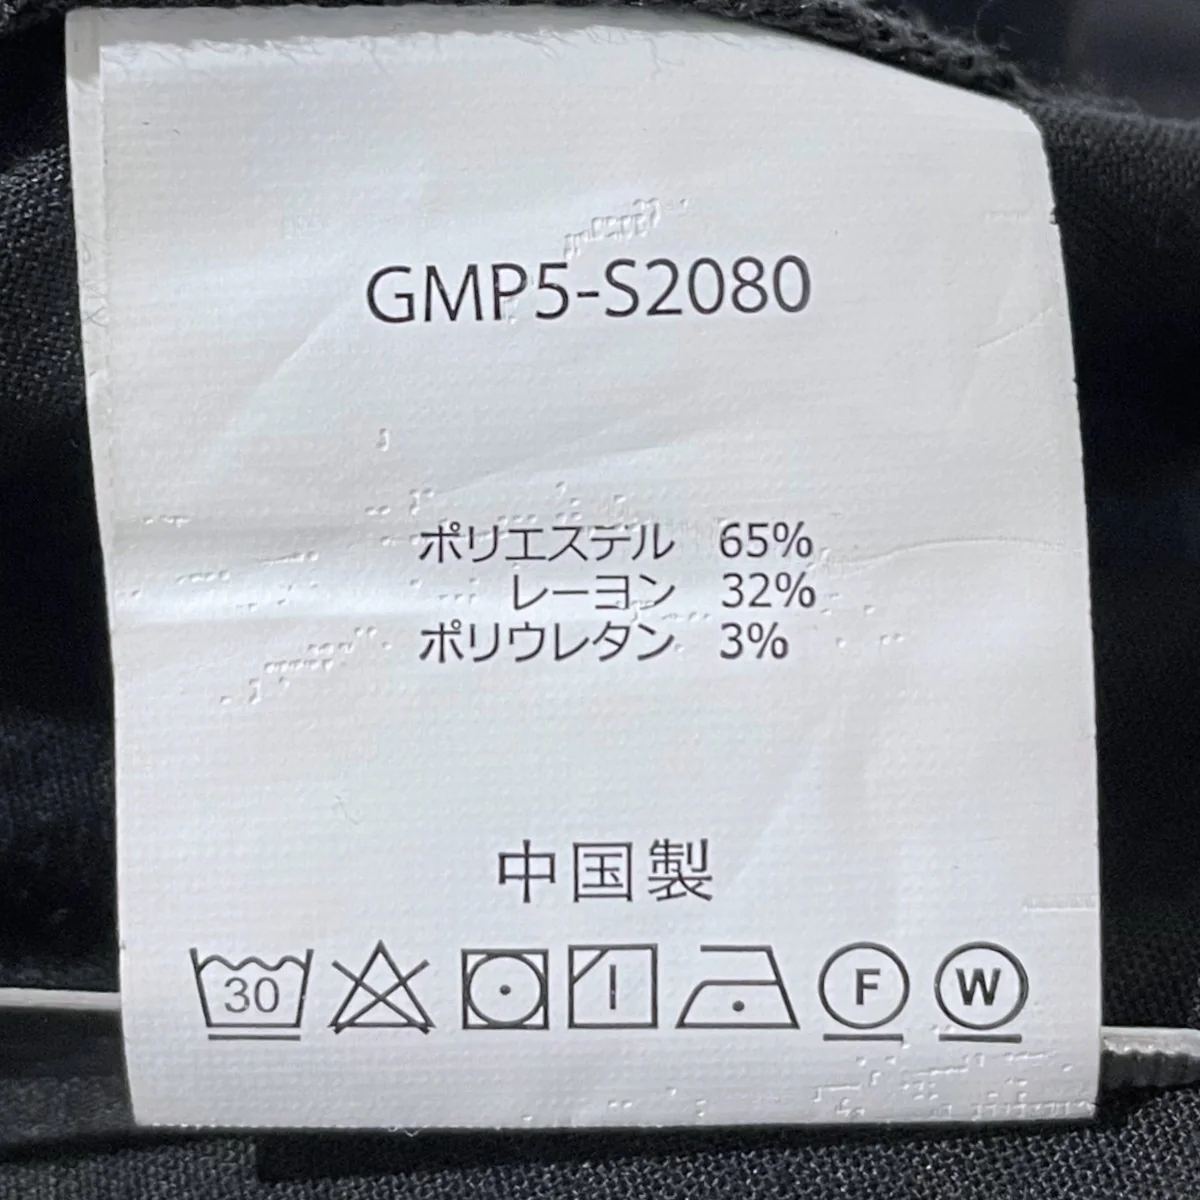 GMP5-S2080
ポリエステル 65%
レーヨン 32%
ポリウレタン 3%
中国製
30 F W